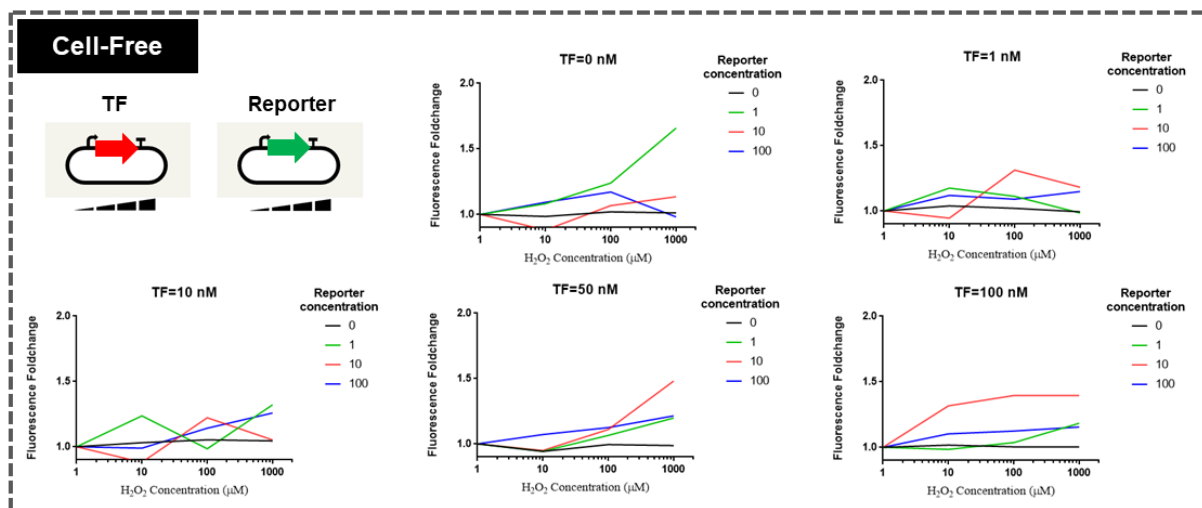 Cell-Free
TF
Reporter
TF=0 nM
Fluorescence Foldchange
2.0
1.5
1.0
1
10
100
1000
H₂O₂ Concentration (µM)
Reporter
concentration
0
1
10
100
TF=1 nM
Fluorescence Foldchange
2.0
1.5
1.0
1
10
100
1000
H₂O₂ Concentration (µM)
Reporter
concentration
0
1
10
100
TF=10 nM
Fluorescence Foldchange
2.0
1.5
1.0
1
10
100
1000
H₂O₂ Concentration (µM)
Reporter
concentration
0
1
10
100
TF=50 nM
Fluorescence Foldchange
2.0
1.5
1.0
1
10
100
1000
H₂O₂ Concentration (µM)
Reporter
concentration
0
1
10
100
TF=100 nM
Fluorescence Foldchange
2.0
1.5
1.0
1
10
100
1000
H₂O₂ Concentration (µM)
Reporter
concentration
0
1
10
100